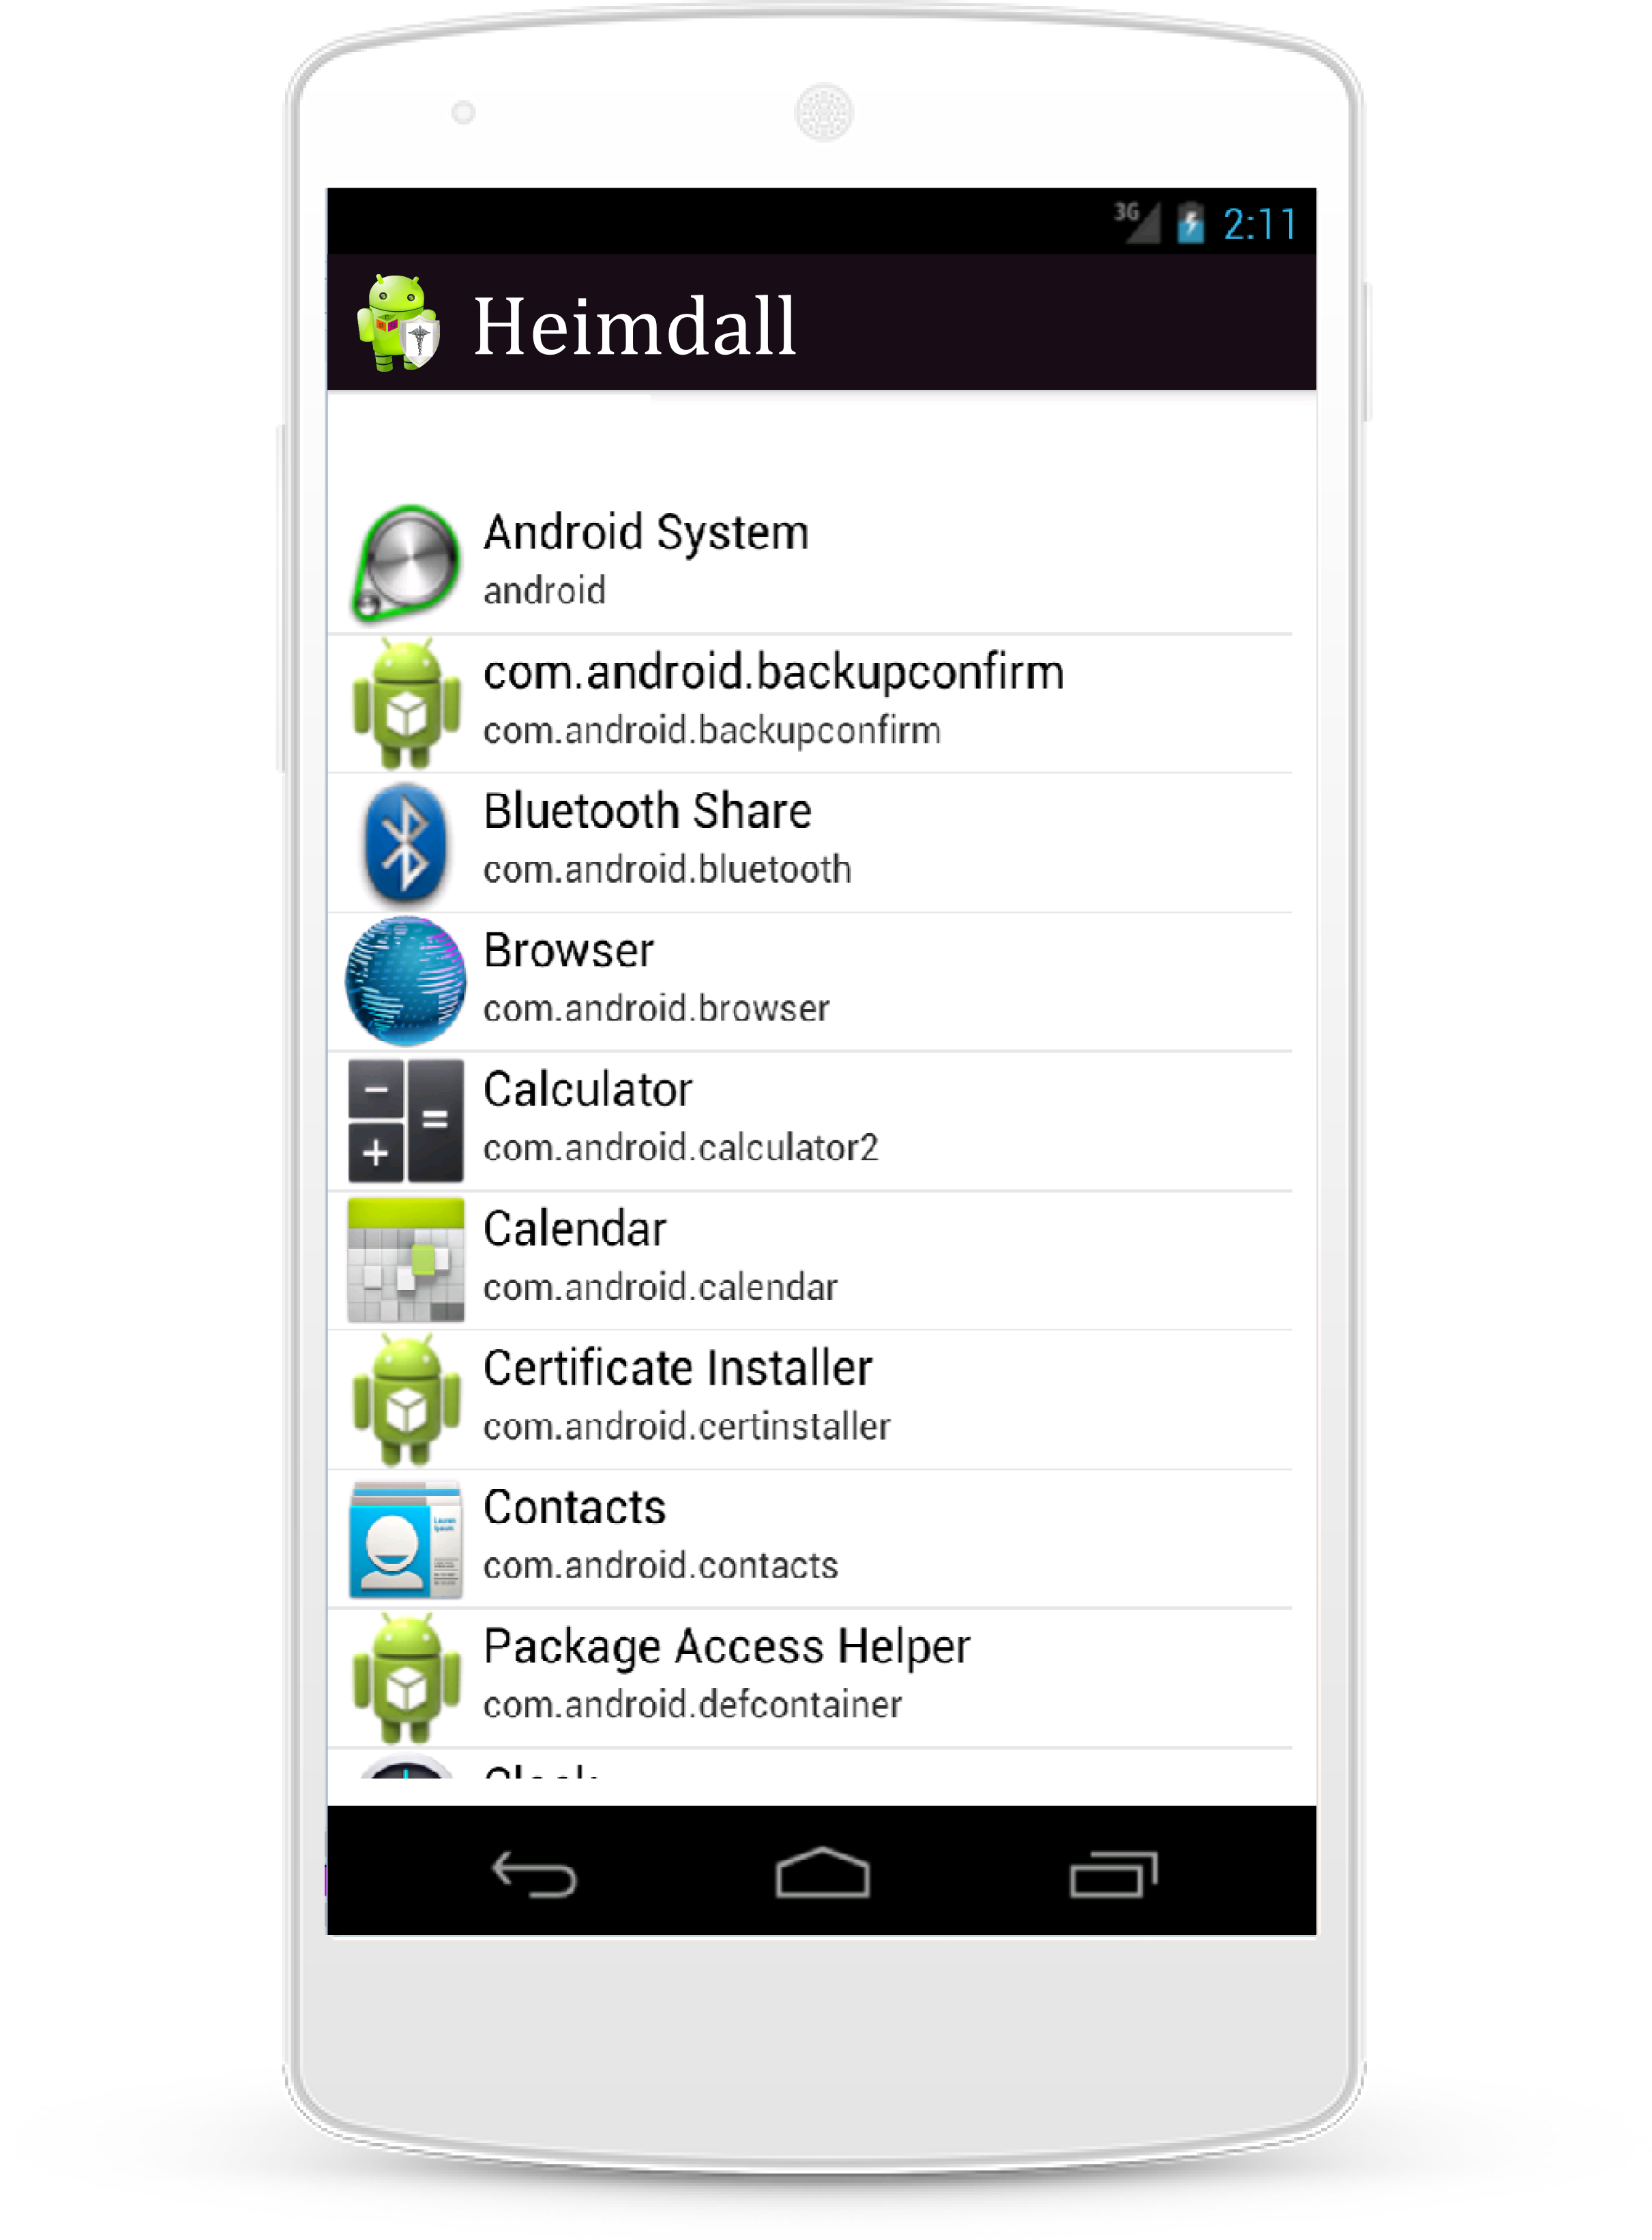 3G 2:11
Heimdall
Android System
android
com.android.backupconfirm
com.android.backupconfirm
Bluetooth Share
com.android.bluetooth
Browser
com.android.browser
Calculator
com.android.calculator2
Calendar
com.android.calendar
Certificate Installer
com.android.certinstaller
Contacts
com.android.contacts
Package Access Helper
com.android.defcontainer